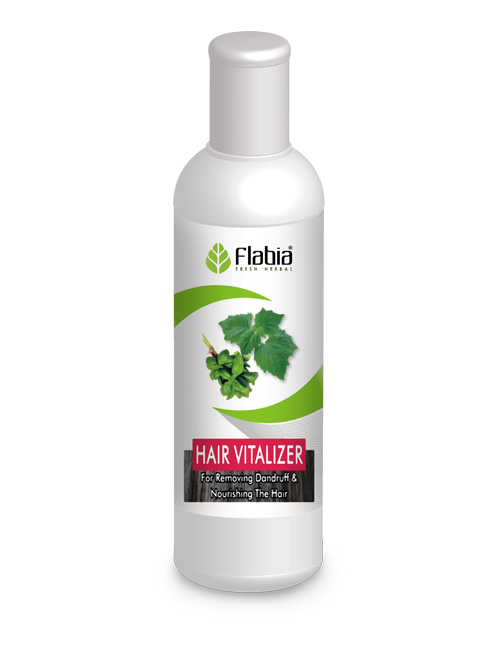 Flabia®
FRESH HERBAL
HAIR VITALIZER
For Removing Dandruff &
Nourishing The Hair